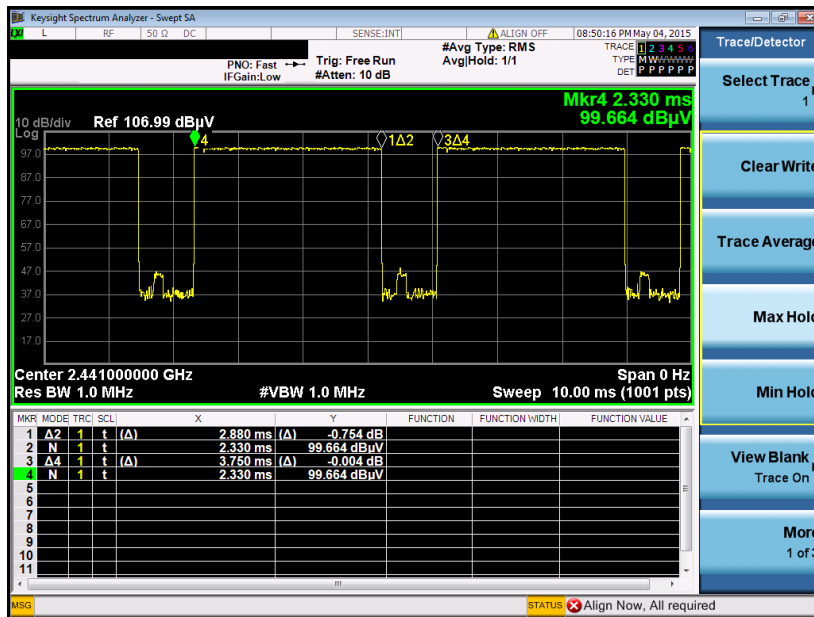 Keysight Spectrum Analyzer - Swept SA
L RF 50 Ω DC SENSE:INT ALIGN OFF 08:50:16 PM May 04, 2015
PNO: Fast Trig: Free Run #Avg Type: RMS TRACE 1 2 3 4 5 6
IFGain:Low #Atten: 10 dB Avg|Hold: 1/1 TYPE MWWWWW
DET P P P P P P
Mkr4 2.330 ms
10 dB/div Ref 106.99 dBµV 99.664 dBµV
Log
4 1Δ2 3Δ4
97.0
87.0
77.0
67.0
57.0
47.0
37.0
27.0
17.0
Center 2.441000000 GHz Span 0 Hz
Res BW 1.0 MHz #VBW 1.0 MHz Sweep 10.00 ms (1001 pts)
MKR MODE TRC SCL X Y FUNCTION FUNCTION WIDTH FUNCTION VALUE
1 Δ2 1 t (Δ) 2.880 ms (Δ) -0.754 dB
2 N 1 t 2.330 ms 99.664 dBµV
3 Δ4 1 t (Δ) 3.750 ms (Δ) -0.004 dB
4 N 1 t 2.330 ms 99.664 dBµV
5
6
7
8
9
10
11
MSG STATUS Align Now, All required
Trace/Detector
Select Trace
1
Clear Write
Trace Average
Max Hold
Min Hold
View Blank
Trace On
More
1 of 3